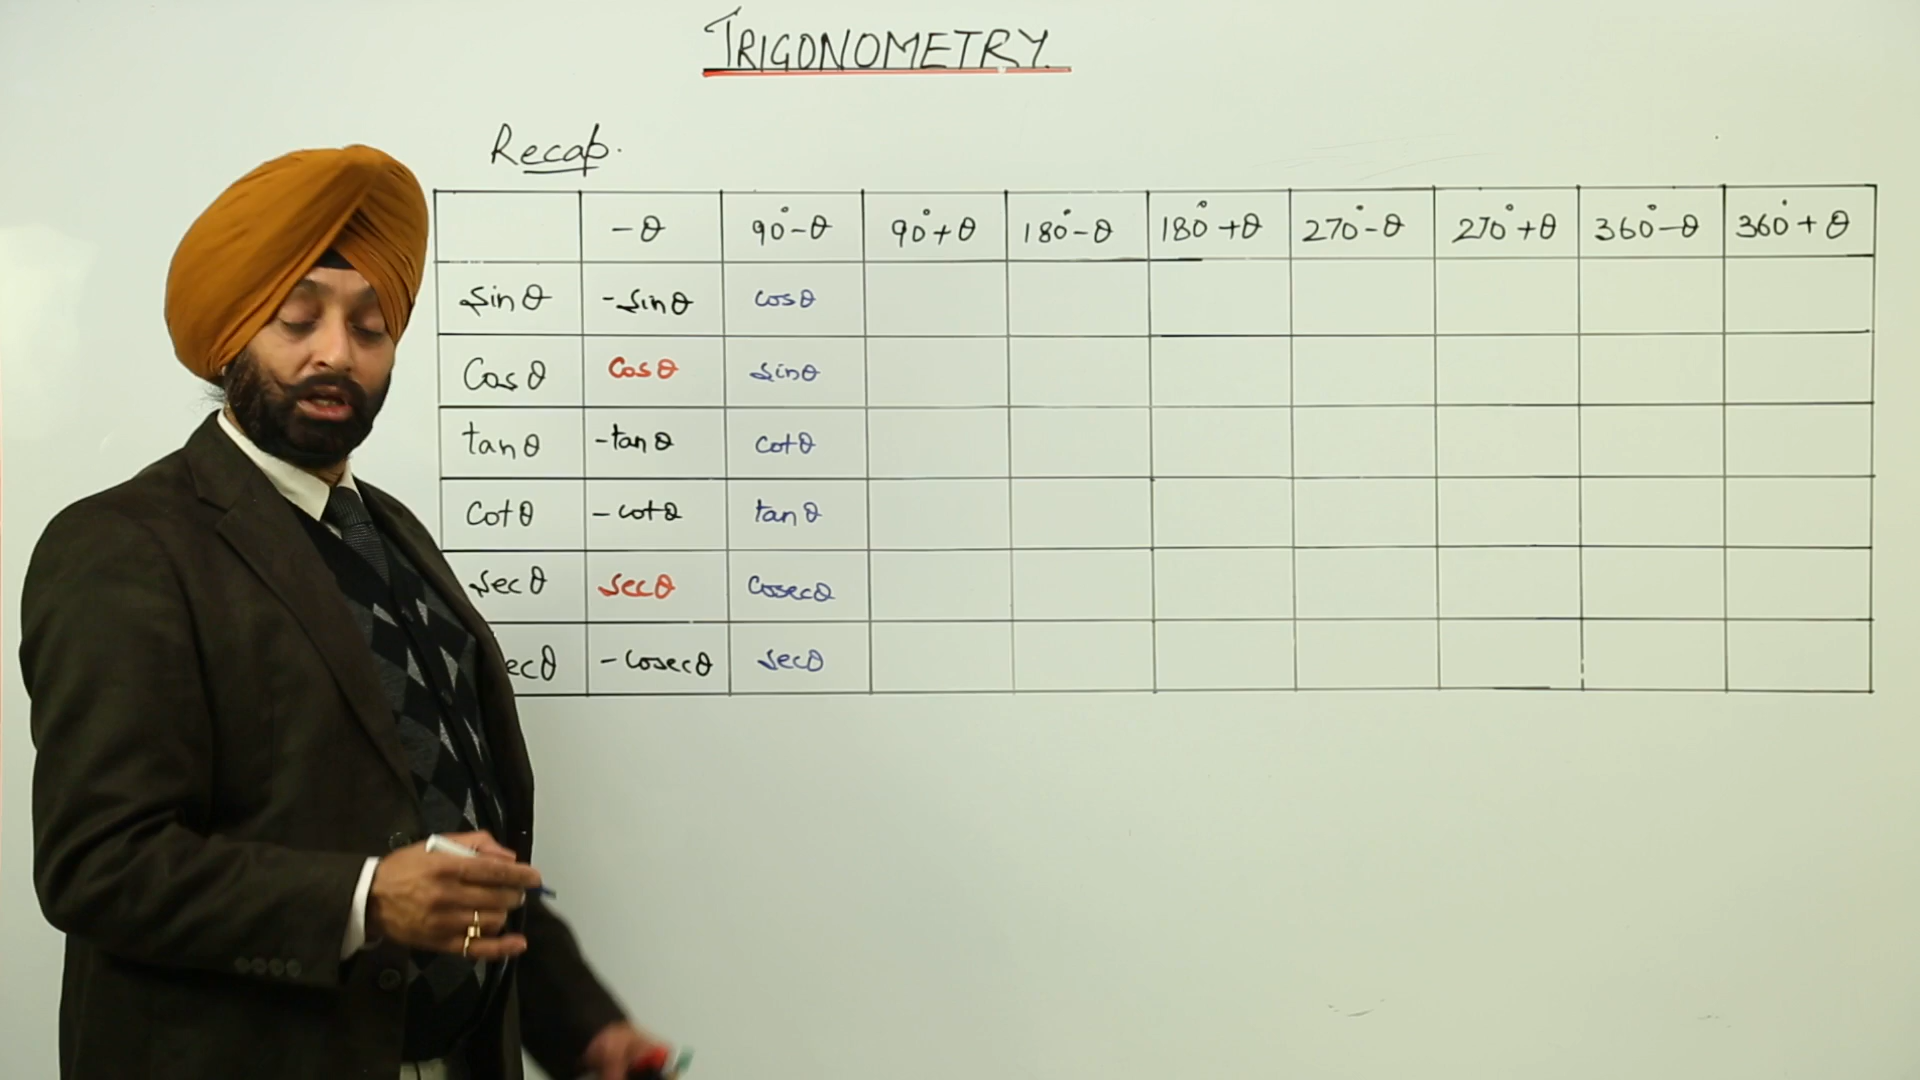 TRIGONOMETRY
Recap.
-θ 90°-θ 90°+θ 180°-θ 180°+θ 270°-θ 270°+θ 360°-θ 360°+θ
sinθ -sinθ cosθ
Cosθ Cosθ sinθ
tanθ -tanθ cotθ
Cotθ -cotθ tanθ
secθ secθ Cosecθ
ecθ -Cosecθ secθ